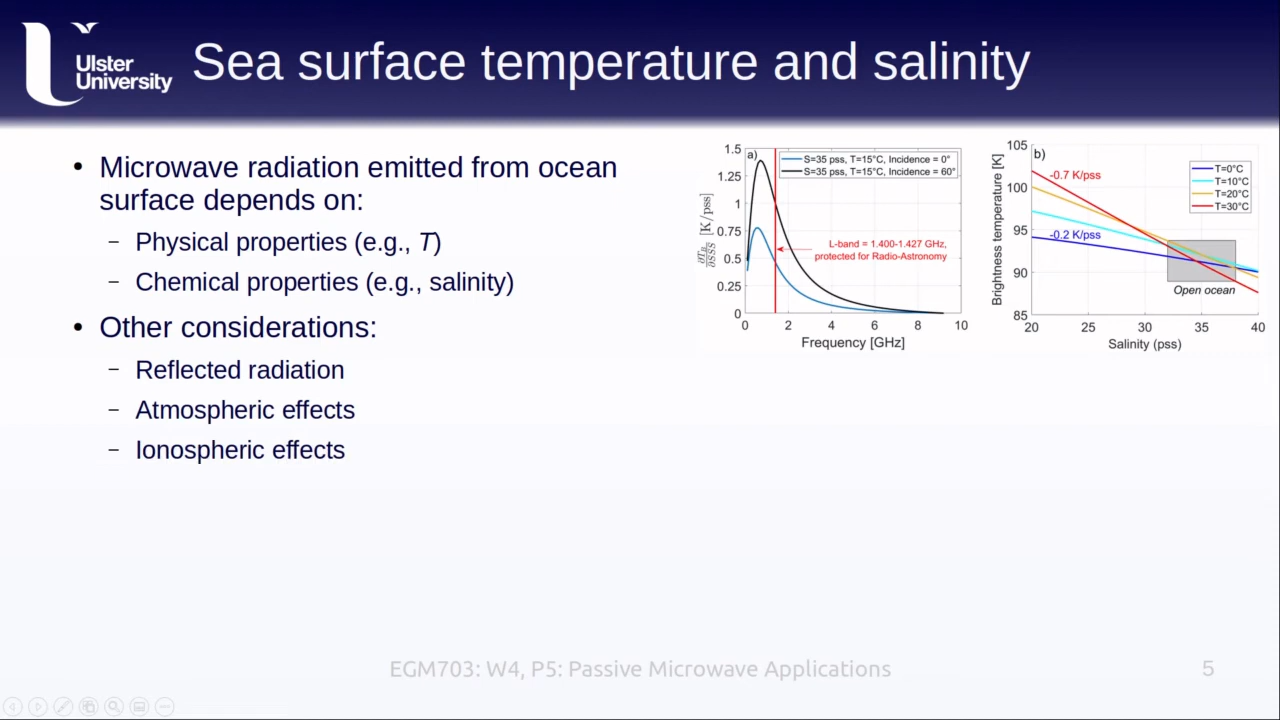 Ulster
University
Sea surface temperature and salinity
• Microwave radiation emitted from ocean
surface depends on:
– Physical properties (e.g., T)
– Chemical properties (e.g., salinity)
• Other considerations:
– Reflected radiation
– Atmospheric effects
– Ionospheric effects
a)
S=35 pss, T=15°C, Incidence = 0°
S=35 pss, T=15°C, Incidence = 60°
L-band = 1.400-1.427 GHz,
protected for Radio-Astronomy
1.5
1.25
1
0.75
0.5
0.25
0
[K/pss]
0 2 4 6 8 10
Frequency [GHz]
b)
-0.7 K/pss
-0.2 K/pss
T=0°C
T=10°C
T=20°C
T=30°C
Open ocean
105
100
95
90
85
Brightness temperature [K]
20 25 30 35 40
Salinity (pss)
EGM703: W4, P5: Passive Microwave Applications
5